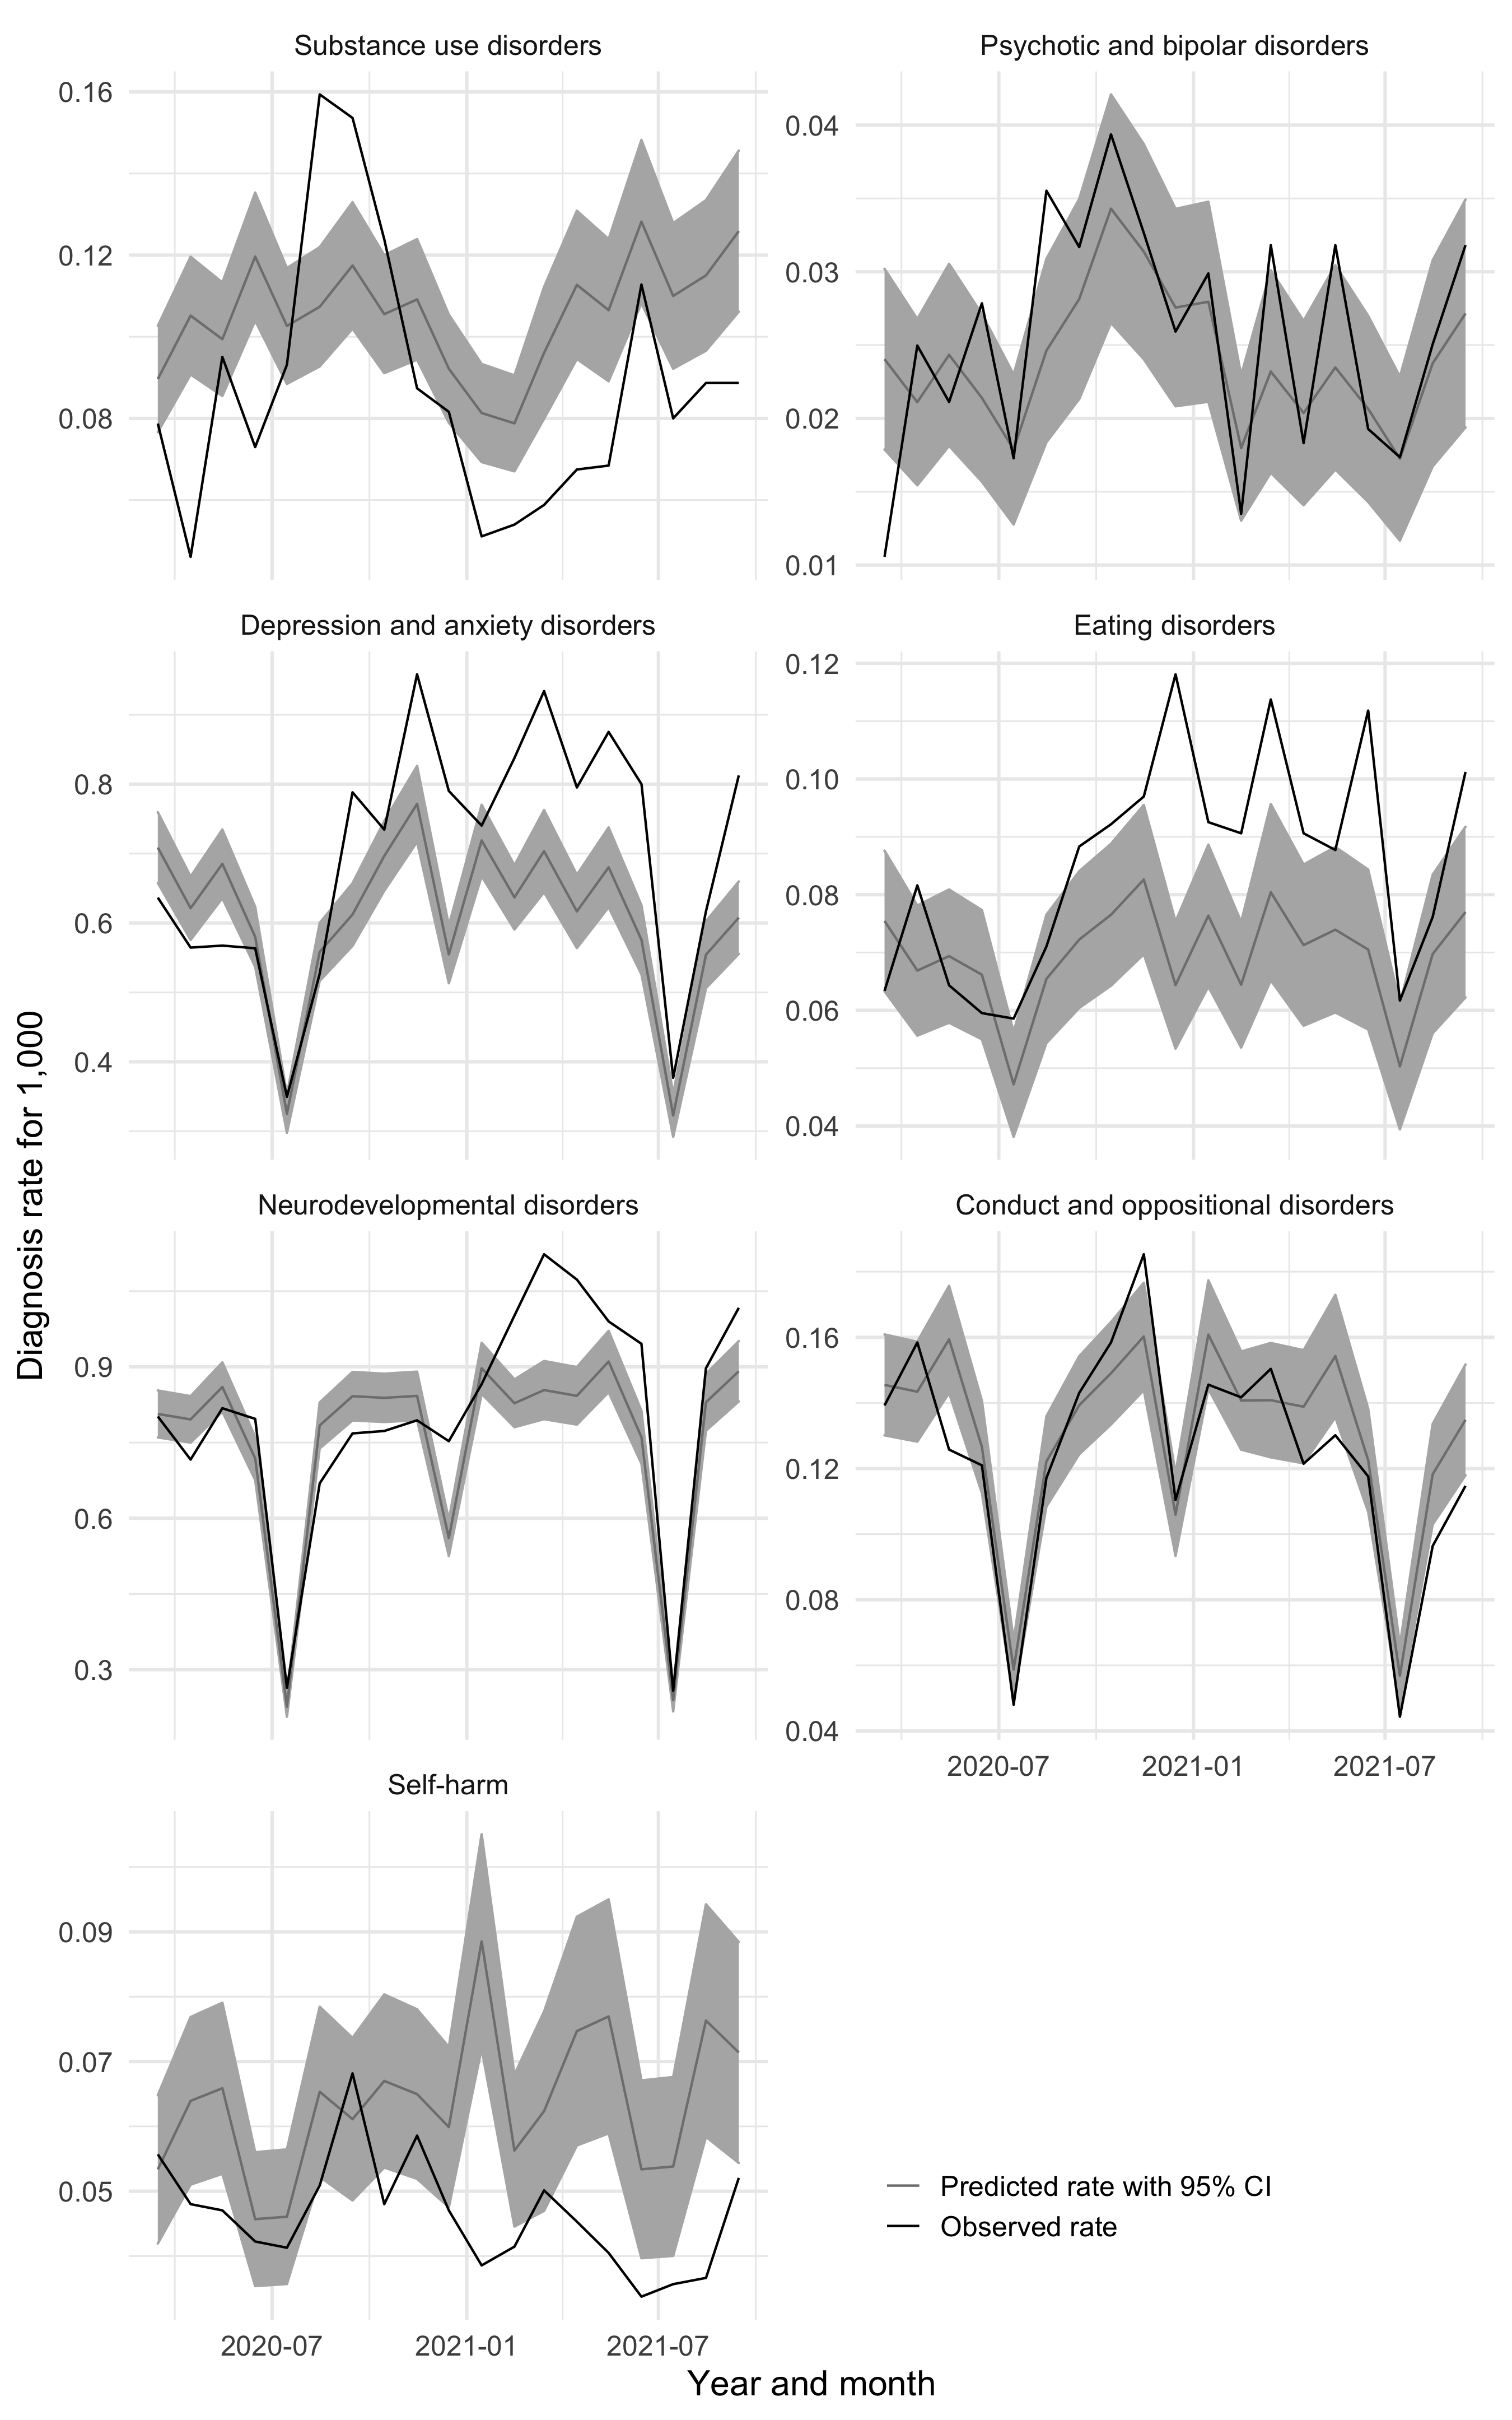 Substance use disorders
Psychotic and bipolar disorders
0.16
0.12
0.08
0.04
0.03
0.02
0.01
Depression and anxiety disorders
Eating disorders
0.8
0.6
0.4
0.12
0.10
0.08
0.06
0.04
Diagnosis rate for 1,000
Neurodevelopmental disorders
Conduct and oppositional disorders
0.9
0.6
0.3
0.16
0.12
0.08
0.04
2020-07 2021-01 2021-07
Self-harm
0.09
0.07
0.05
2020-07 2021-01 2021-07
Predicted rate with 95% CI
Observed rate
Year and month